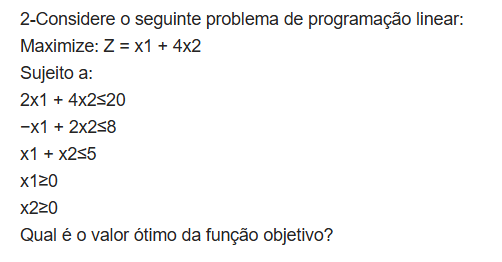 2-Considere o seguinte problema de programação linear:
Maximize: Z = x1 + 4x2
Sujeito a:
2x1 + 4x2≤20
−x1 + 2x2≤8
x1 + x2≤5
x1≥0
x2≥0
Qual é o valor ótimo da função objetivo?